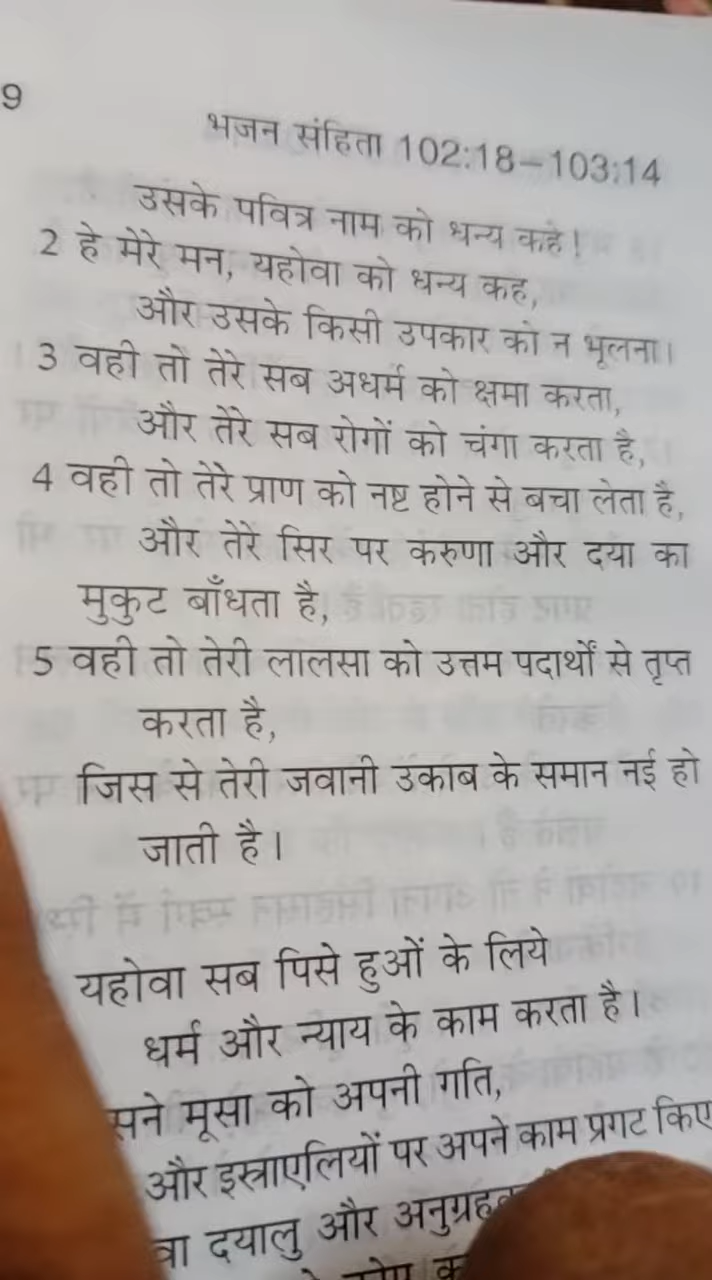 9
भजन संहिता 102:18–103:14
उसके पवित्र नाम को धन्य कहे!
2 हे मेरे मन, यहोवा को धन्य कह,
और उसके किसी उपकार को न भूलना।
3 वही तो तेरे सब अधर्म को क्षमा करता,
और तेरे सब रोगों को चंगा करता है,
4 वही तो तेरे प्राण को नष्ट होने से बचा लेता है,
और तेरे सिर पर करुणा और दया का
मुकुट बाँधता है,
5 वही तो तेरी लालसा को उत्तम पदार्थों से तृप्त
करता है,
जिस से तेरी जवानी उकाब के समान नई हो
जाती है।
यहोवा सब पिसे हुओं के लिये
धर्म और न्याय के काम करता है।
सने मूसा को अपनी गति,
और इस्राएलियों पर अपने काम प्रगट किए
वा दयालु और